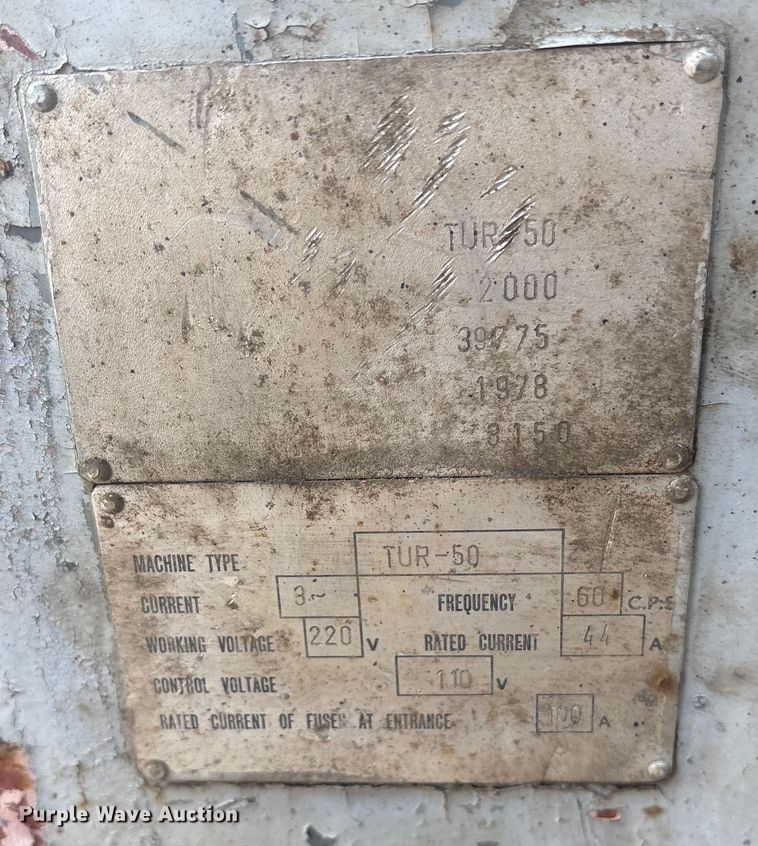 TUR-50
2000
39775
1978
8150
MACHINE TYPE TUR-50
CURRENT 3~ FREQUENCY 60 C.P.S
WORKING VOLTAGE 220 V RATED CURRENT 44 A
CONTROL VOLTAGE 110 V
RATED CURRENT OF FUSES AT ENTRANCE 100 A
Purple Wave Auction